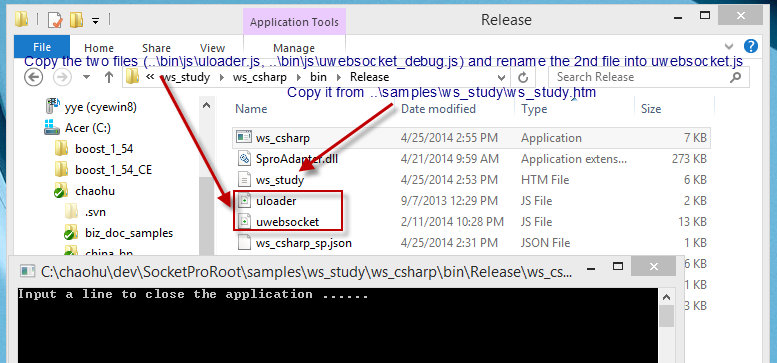 Application Tools
Release
File
Home
Share
View
Manage
Copy the two files (..\bin\js\uloader.js, ..\bin\js\uwebsocket_debug.js) and rename the 2nd file into uwebsocket.js
« ws_study ▸ ws_csharp ▸ bin ▸ Release
Search Release
Copy it from ..\samples\ws_study\ws_study.htm
yye (cyewin8)
Acer (C:)
boost_1_54
boost_1_54_CE
chaohu
.svn
biz_doc_samples
china_bp
Name
Date modified
Type
Size
ws_csharp 4/25/2014 2:55 PM Application 7 KB
SproAdapter.dll 4/21/2014 9:59 AM Application extens... 273 KB
ws_study 4/25/2014 2:53 PM HTM File 6 KB
uloader 9/7/2013 12:29 PM JS File 2 KB
uwebsocket 2/11/2014 10:28 PM JS File 13 KB
ws_csharp_sp.json 4/25/2014 2:31 PM JSON File 1 KB
KB
KB
3 KB
C:\chaohu\dev\SocketProRoot\samples\ws_study\ws_csharp\bin\Release\ws_cs...
Input a line to close the application ......